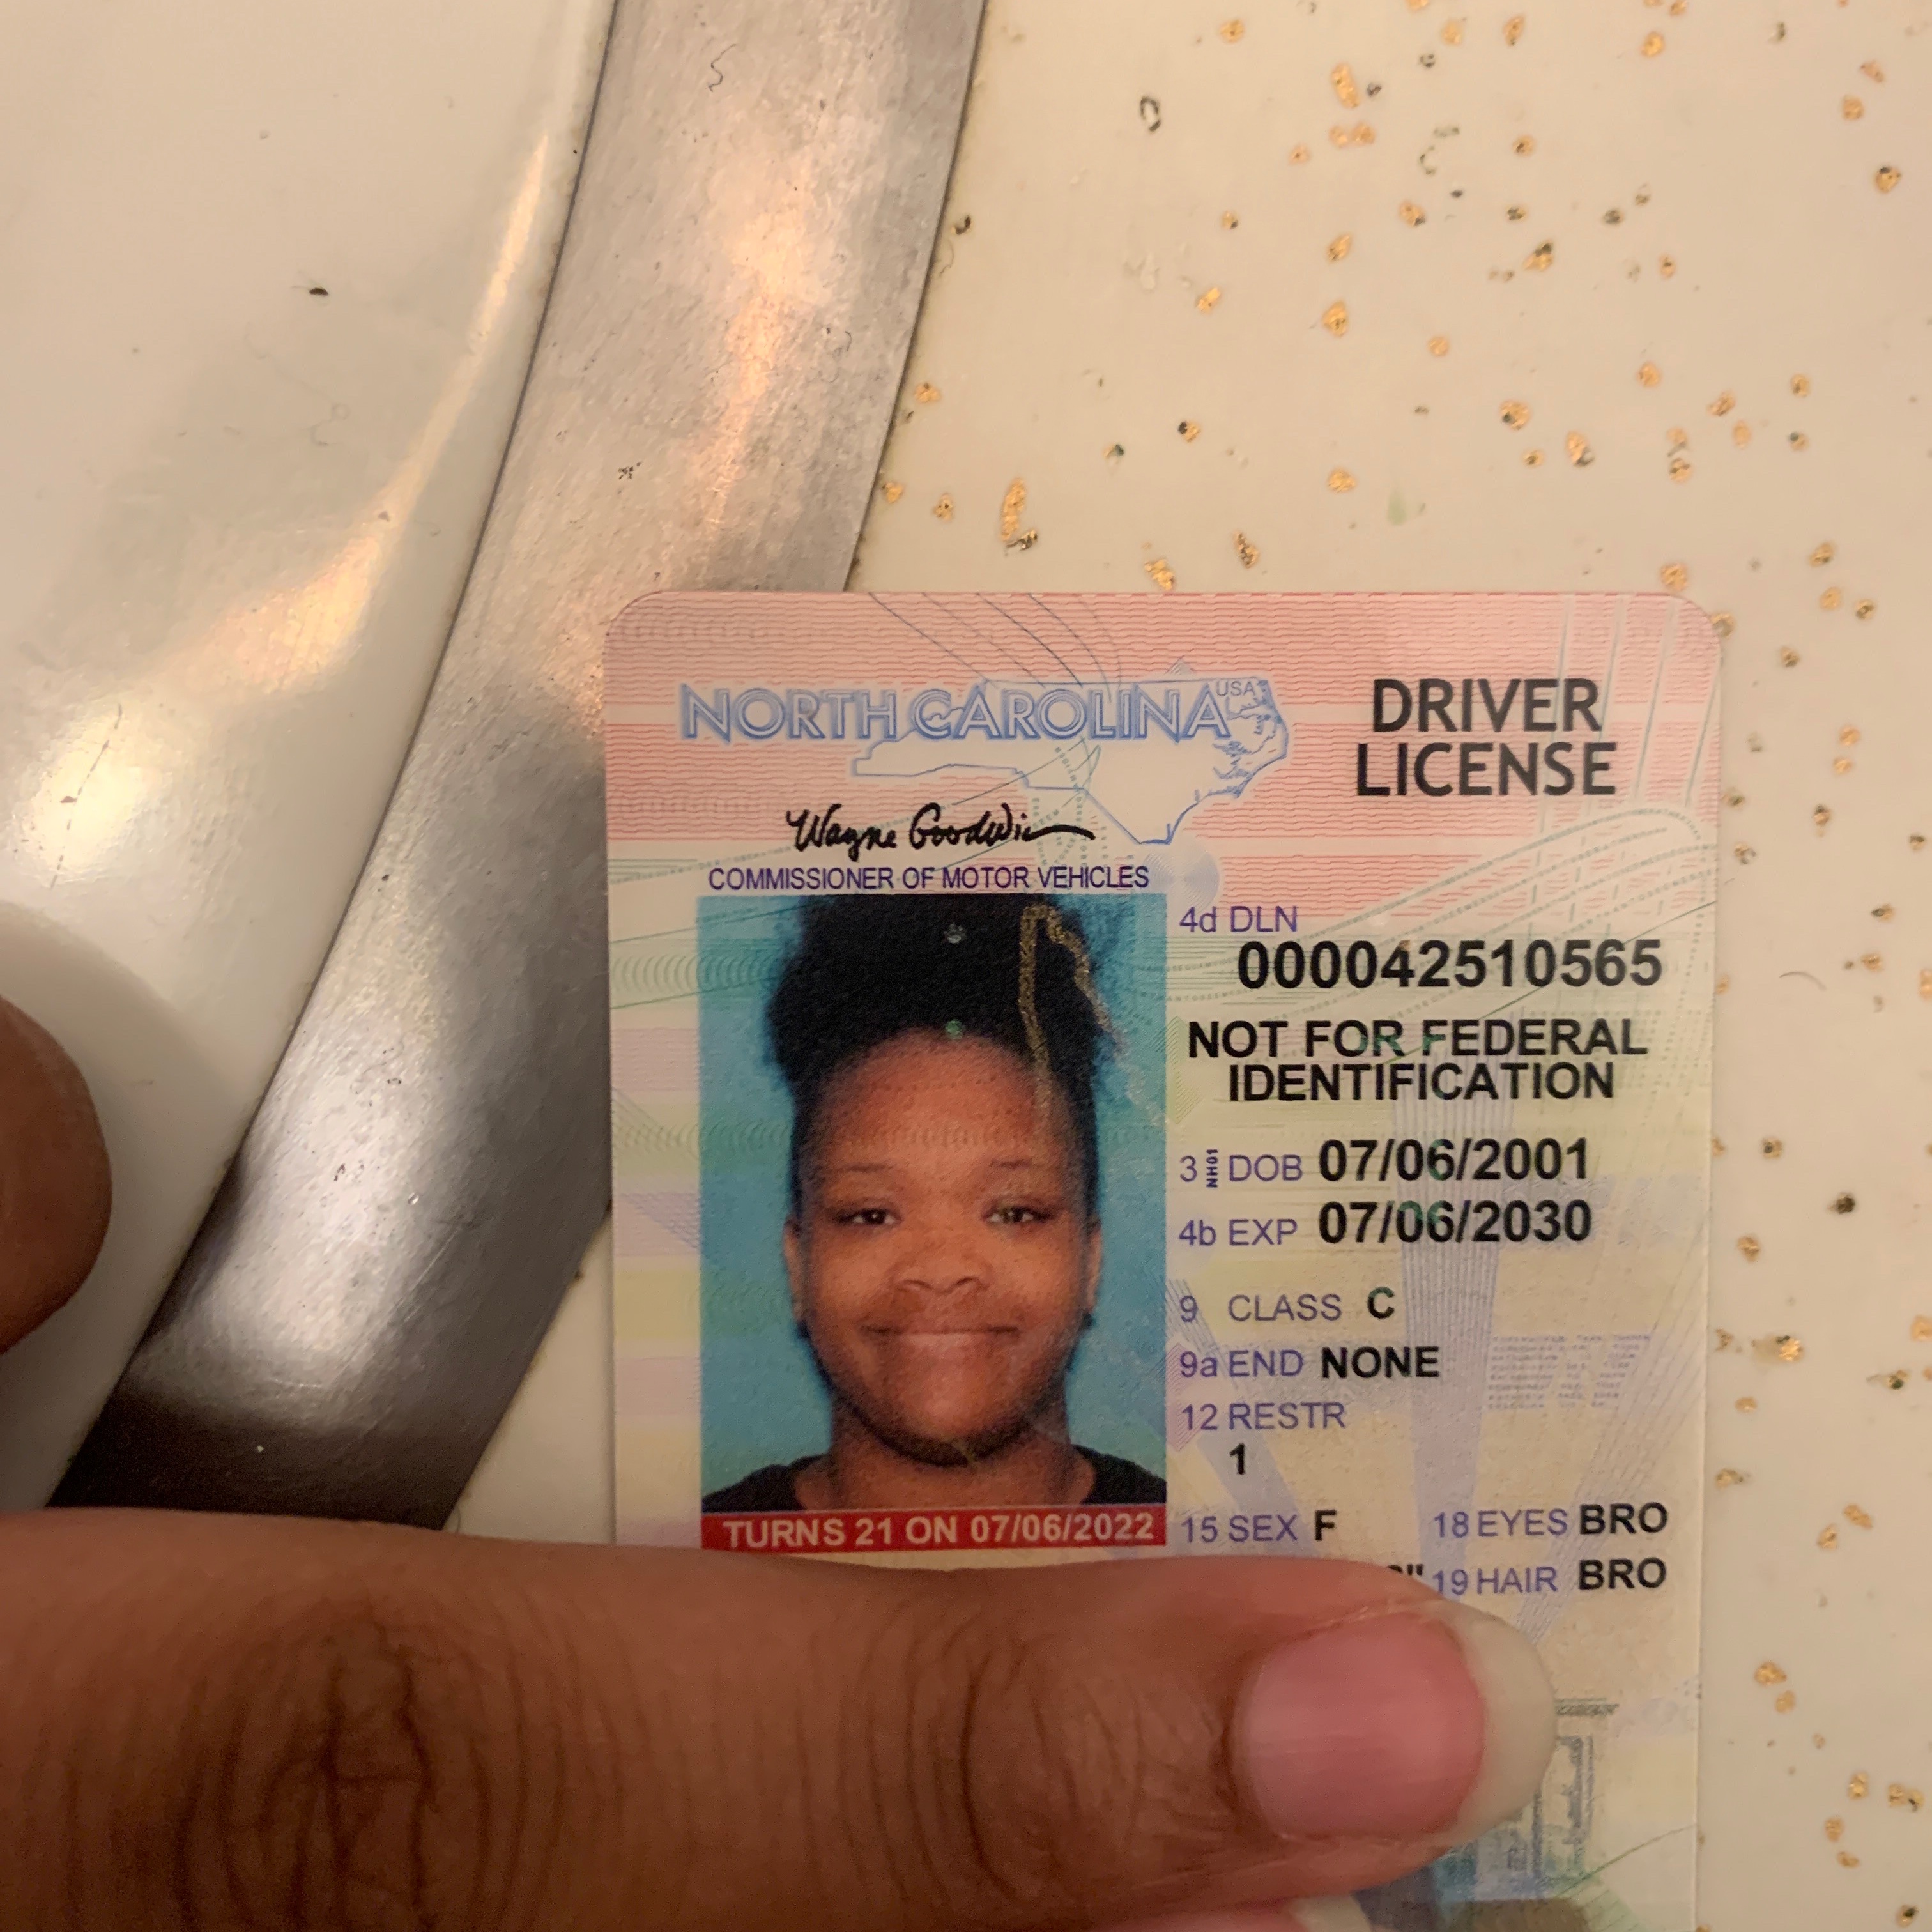 NORTH CAROLINA USA
DRIVER
LICENSE
Wayne Goodwin
COMMISSIONER OF MOTOR VEHICLES
4d DLN
000042510565
NOT FOR FEDERAL
IDENTIFICATION
3 DOB 07/06/2001
4b EXP 07/06/2030
9 CLASS C
9a END NONE
12 RESTR
1
TURNS 21 ON 07/06/2022
15 SEX F 18 EYES BRO
19 HAIR BRO